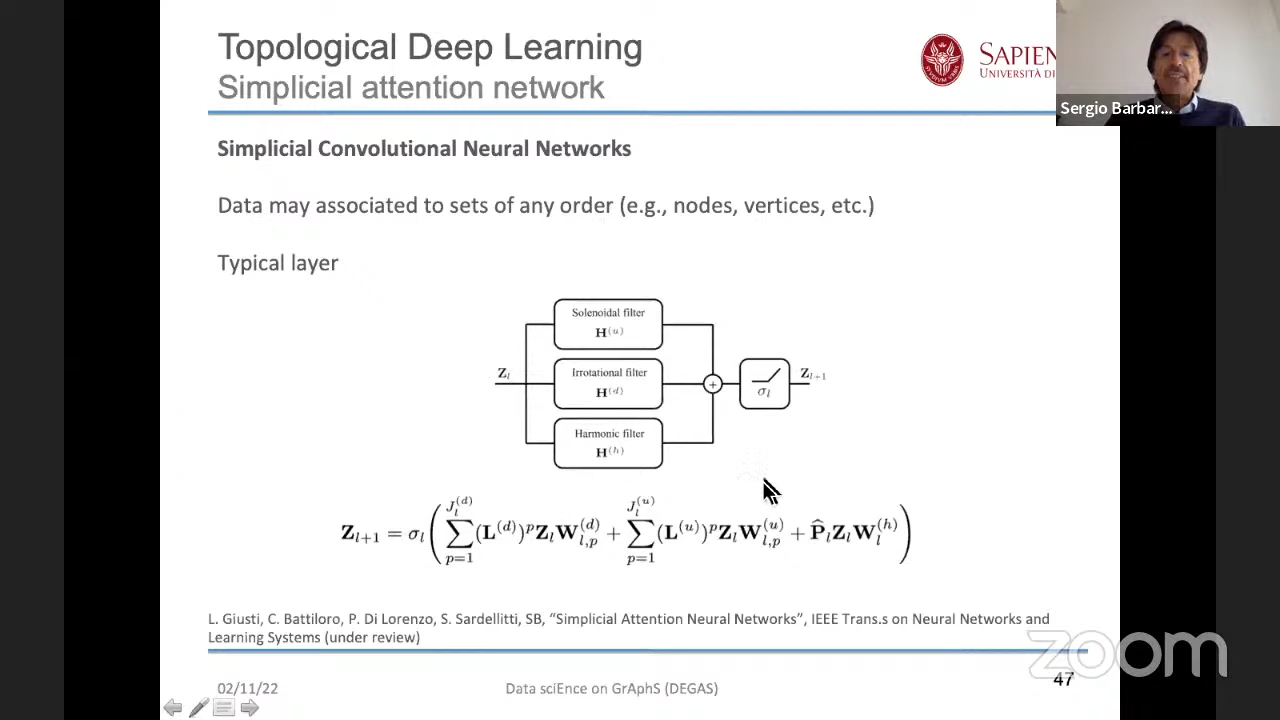 Topological Deep Learning
Simplicial attention network
SAPIEN
UNIVERSITÀ DI
Sergio Barbar...
Simplicial Convolutional Neural Networks
Data may associated to sets of any order (e.g., nodes, vertices, etc.)
Typical layer
Solenoidal filter
H^(u)
Z_l
Irrotational filter
H^(d)
+
σ_l
Z_{l+1}
Harmonic filter
H^(h)
Z_{l+1} = σ_l( ∑_{p=1}^{J_l^(d)} (L^(d))^p Z_l W_{l,p}^(d) + ∑_{p=1}^{J_l^(u)} (L^(u))^p Z_l W_{l,p}^(u) + P̂_l Z_l W_l^(h) )
L. Giusti, C. Battiloro, P. Di Lorenzo, S. Sardellitti, SB, “Simplicial Attention Neural Networks”, IEEE Trans.s on Neural Networks and
Learning Systems (under review)
zoom
02/11/22
Data sciEnce on GrAphS (DEGAS)
47